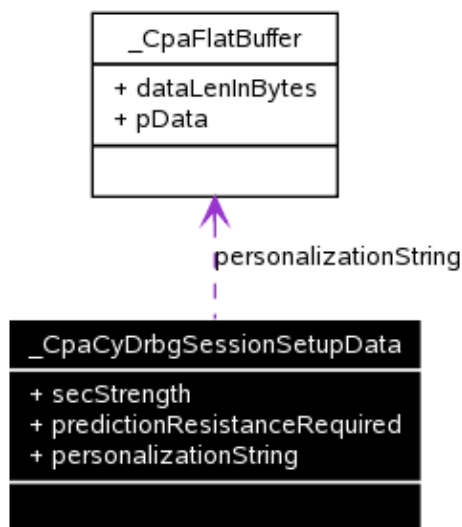 _CpaFlatBuffer
+ dataLenInBytes
+ pData
personalizationString
_CpaCyDrbgSessionSetupData
+ secStrength
+ predictionResistanceRequired
+ personalizationString